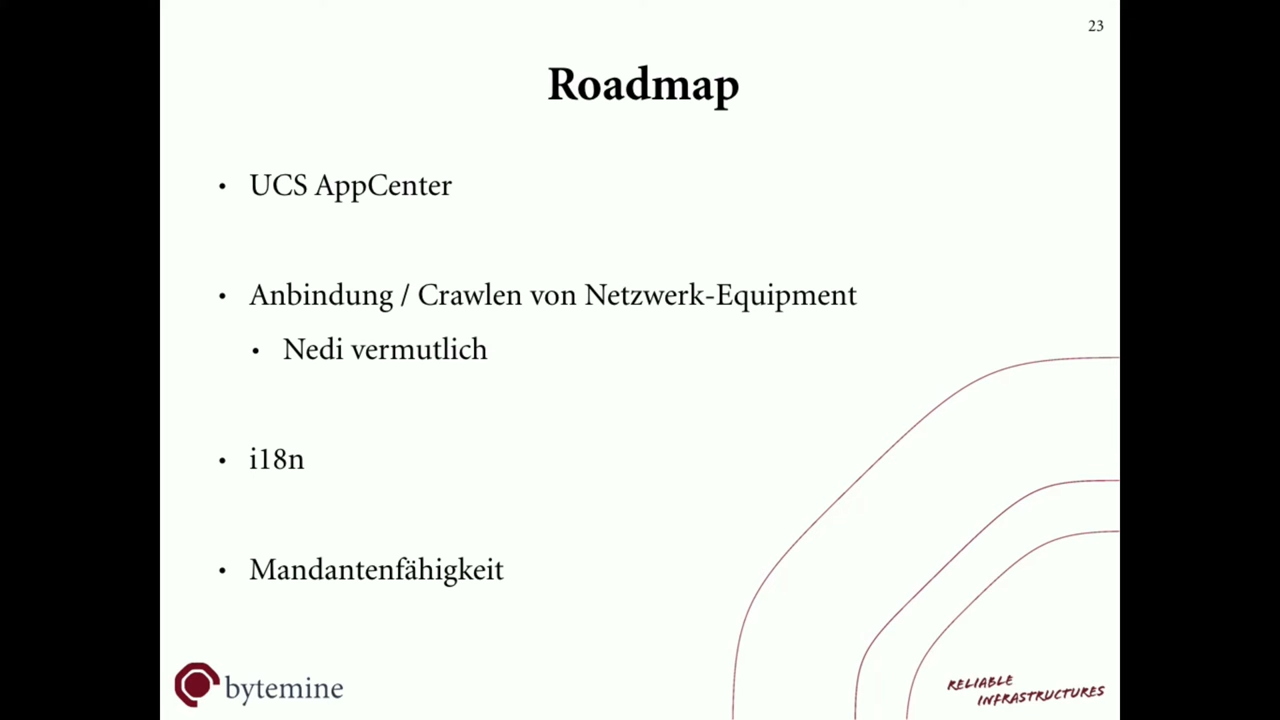 23
Roadmap
• UCS AppCenter
• Anbindung / Crawlen von Netzwerk-Equipment
• Nedi vermutlich
• i18n
• Mandantenfähigkeit
bytemine
RELIABLE
INFRASTRUCTURES